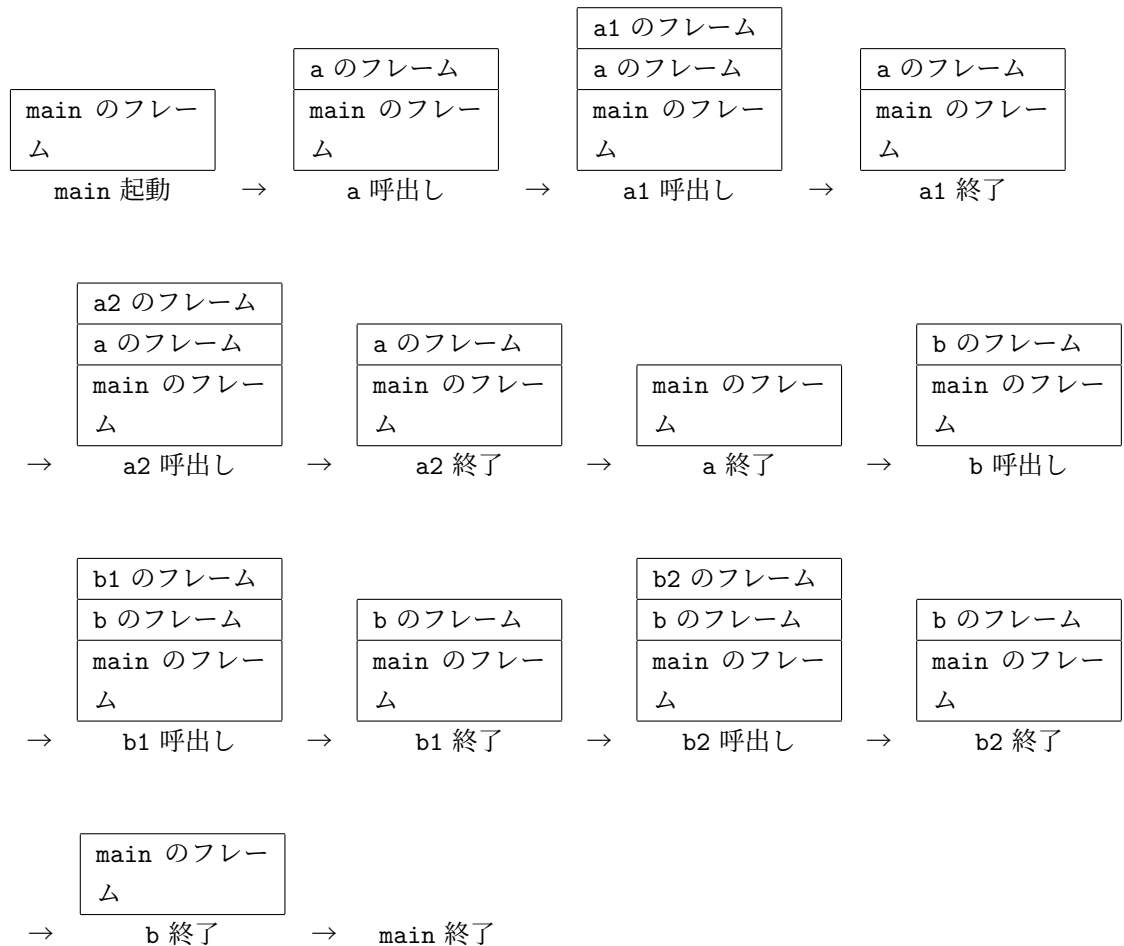 a1 のフレーム
a のフレーム
a のフレーム
a のフレーム
main のフレー
ム
main のフレー
ム
main のフレー
ム
main のフレー
ム
main 起動 → a 呼出し → a1 呼出し → a1 終了
a2 のフレーム
a のフレーム
a のフレーム
b のフレーム
main のフレー
ム
main のフレー
ム
main のフレー
ム
main のフレー
ム
→ a2 呼出し → a2 終了 → a 終了 → b 呼出し
b1 のフレーム
b2 のフレーム
b のフレーム
b のフレーム
b のフレーム
b のフレーム
main のフレー
ム
main のフレー
ム
main のフレー
ム
main のフレー
ム
→ b1 呼出し → b1 終了 → b2 呼出し → b2 終了
main のフレー
ム
→ b 終了 → main 終了